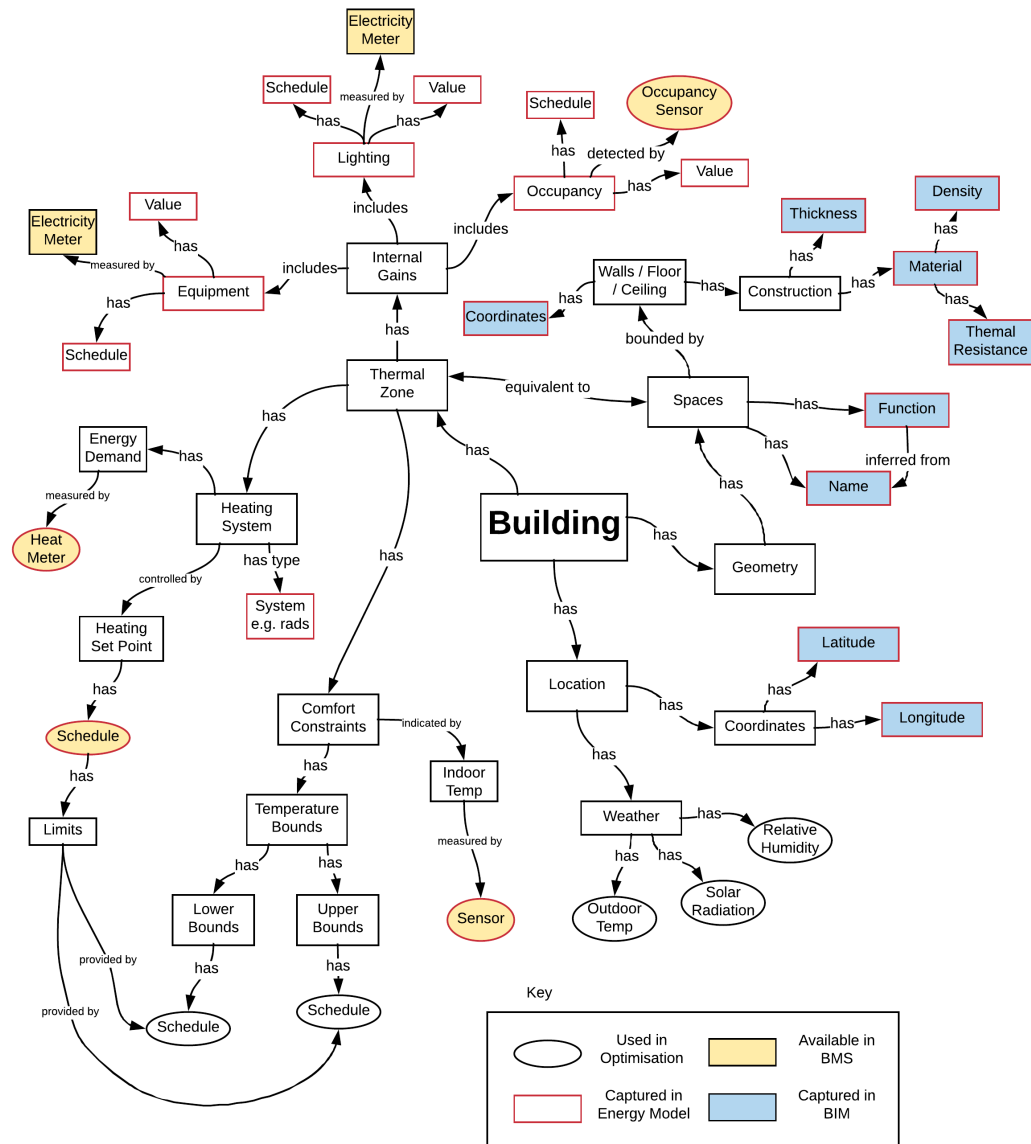 Electricity
Meter
Schedule
measured by
Value
has
has
Lighting
Schedule
Occupancy
Sensor
has
detected by
Occupancy
has
Value
includes
includes
Value
Electricity
Meter
has
measured by
Equipment
includes
Internal
Gains
has
Schedule
has
Density
Thickness
has
has
Walls / Floor
/ Ceiling
has
Construction
has
Material
has
Coordinates
has
Themal
Resistance
bounded by
Thermal
Zone
equivalent to
Spaces
has
Function
has
inferred from
Name
has
has
Energy
Demand
has
has
measured by
Heat
Meter
Heating
System
has type
System
e.g. rads
controlled by
Heating
Set Point
has
Schedule
has
Limits
has
Building
has
Geometry
has
Location
has
Coordinates
has
Latitude
has
Longitude
has
Weather
has
Relative
Humidity
has
has
Outdoor
Temp
Solar
Radiation
Comfort
Constraints
indicated by
Indoor
Temp
measured by
Sensor
has
Temperature
Bounds
has
has
Lower
Bounds
Upper
Bounds
has
has
provided by
provided by
Schedule
Schedule
Key
Used in
Optimisation
Available in
BMS
Captured in
Energy Model
Captured in
BIM